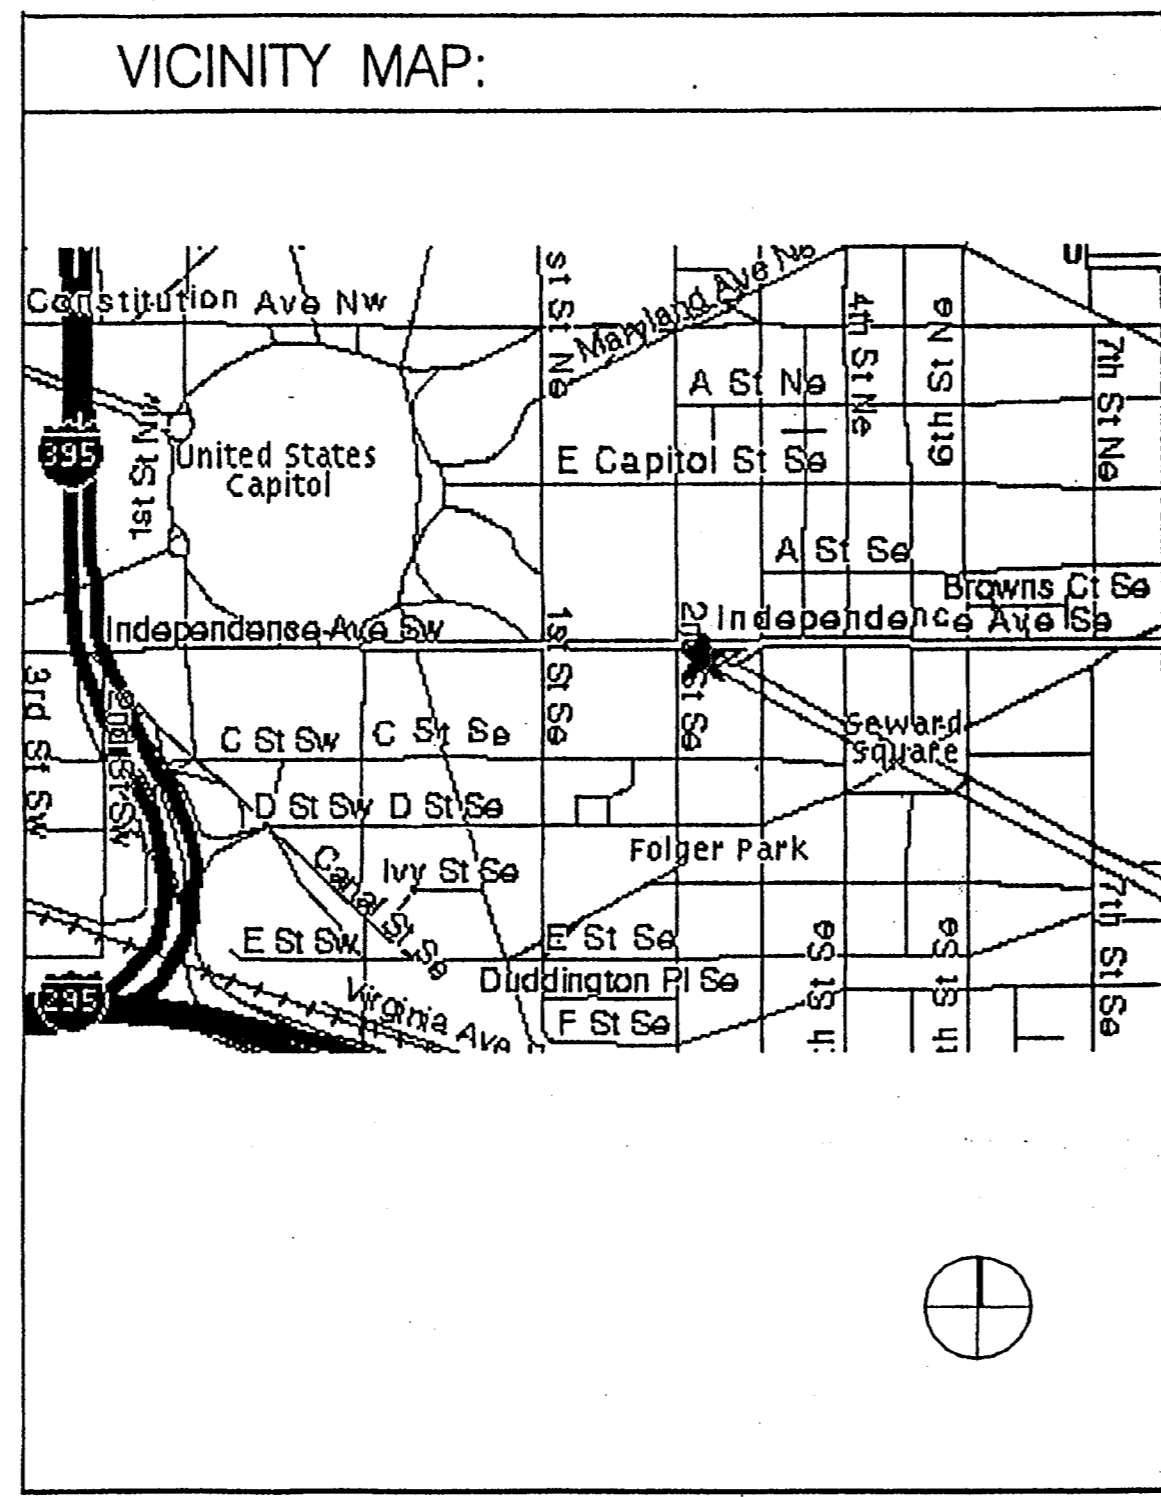 VICINITY MAP:
Constitution Ave Nw
st St Ne
Maryland Ave Ne
4th St Ne
6th St Ne
7th St Ne
A St Ne
395
1st St Nw
United States
Capitol
E Capitol St Se
A St Se
Browns Ct Se
Independence Ave Sw
1st St Se
2nd St Se
Independence Ave Se
3rd St Sw
2nd St Sw
C St Sw
C St Se
Seward
Square
D St Sw
D St Se
Folger Park
Canal St Se
Ivy St Se
E St Sw
E St Se
7th St Se
Duddington Pl Se
th St Se
Virginia Ave
F St Se